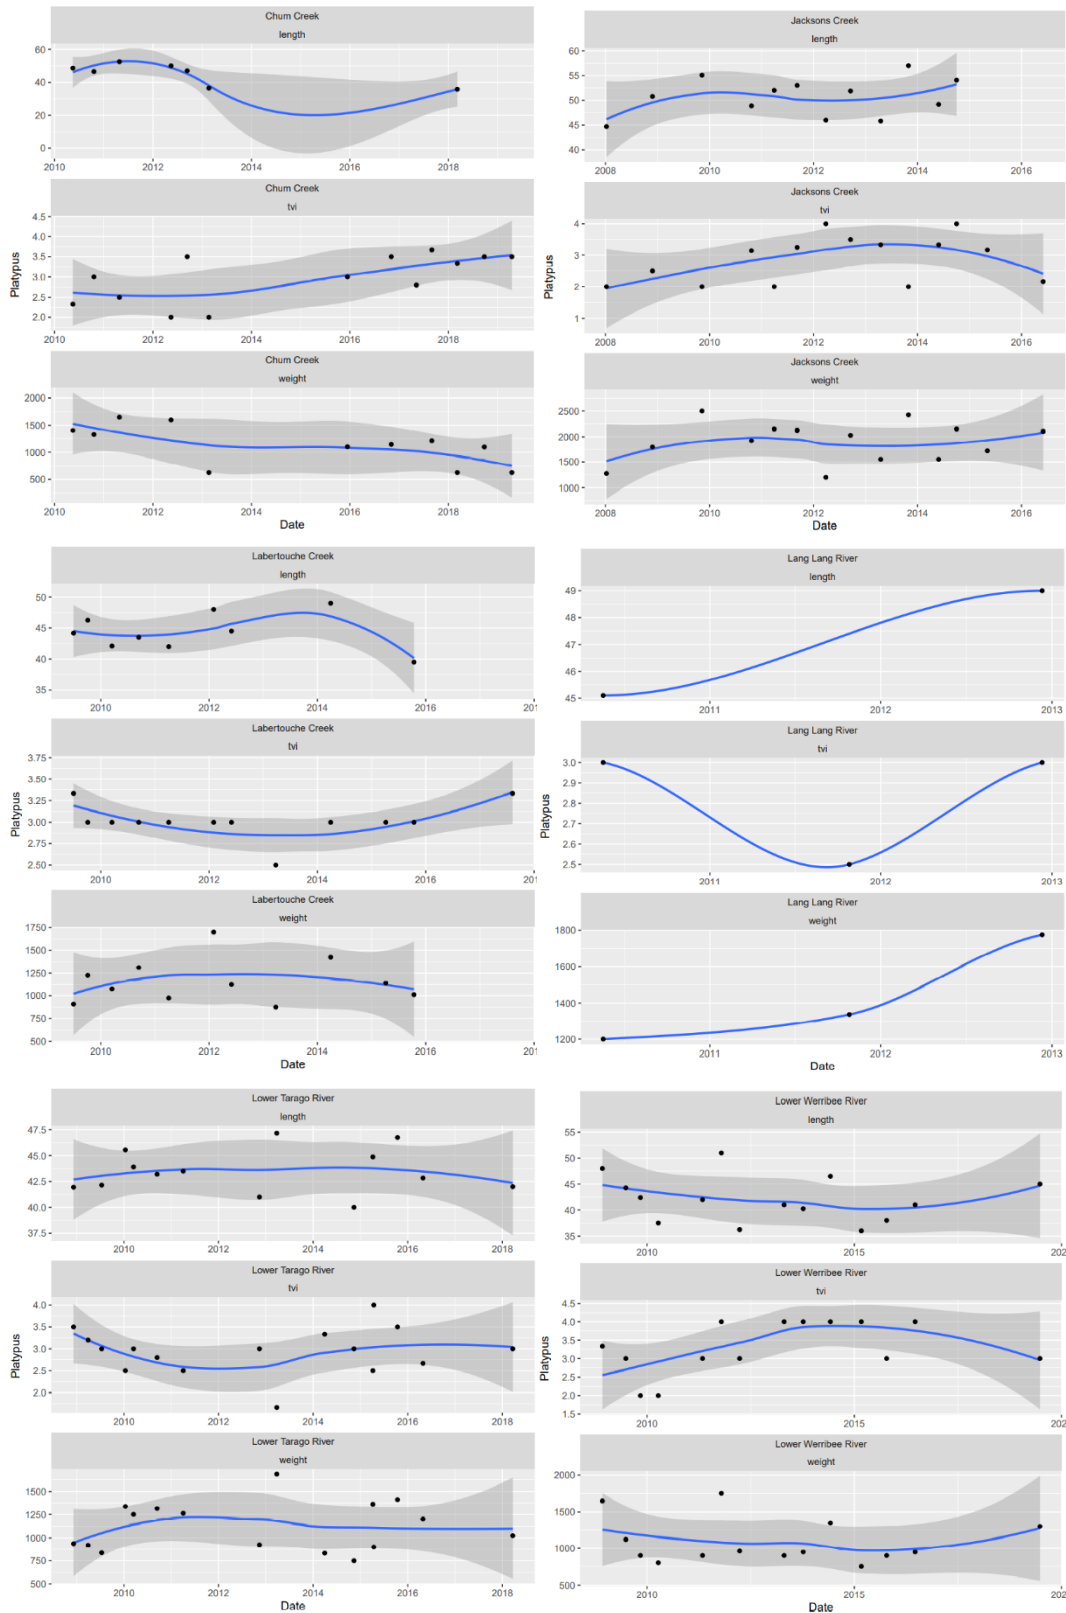 Chum Creek
length
60
40
20
0
2010 2012 2014 2016 2018
Chum Creek
tvi
4.5
4.0
3.5
3.0
2.5
2.0
2010 2012 2014 2016 2018
Chum Creek
weight
2000
1500
1000
500
2010 2012 2014 2016 2018
Date
Platypus
Jacksons Creek
length
60
55
50
45
40
2008 2010 2012 2014 2016
Jacksons Creek
tvi
4
3
2
1
2008 2010 2012 2014 2016
Jacksons Creek
weight
2500
2000
1500
1000
2008 2010 2012 2014 2016
Date
Platypus
Labertouche Creek
length
50
45
40
35
2010 2012 2014 2016
Labertouche Creek
tvi
3.75
3.50
3.25
3.00
2.75
2.50
2010 2012 2014 2016
Labertouche Creek
weight
1750
1500
1250
1000
750
500
2010 2012 2014 2016
Date
Platypus
Lang Lang River
length
49
48
47
46
45
2011 2012 2013
Lang Lang River
tvi
3.0
2.9
2.8
2.7
2.6
2.5
2011 2012 2013
Lang Lang River
weight
1800
1600
1400
1200
2011 2012 2013
Date
Platypus
Lower Tarago River
length
47.5
45.0
42.5
40.0
37.5
2010 2012 2014 2016 2018
Lower Tarago River
tvi
4.0
3.5
3.0
2.5
2.0
2010 2012 2014 2016 2018
Lower Tarago River
weight
1500
1250
1000
750
500
2010 2012 2014 2016 2018
Date
Platypus
Lower Werribee River
length
55
50
45
40
35
2010 2015
Lower Werribee River
tvi
4.5
4.0
3.5
3.0
2.5
2.0
1.5
2010 2015
Lower Werribee River
weight
2000
1500
1000
500
2010 2015
Date
Platypus